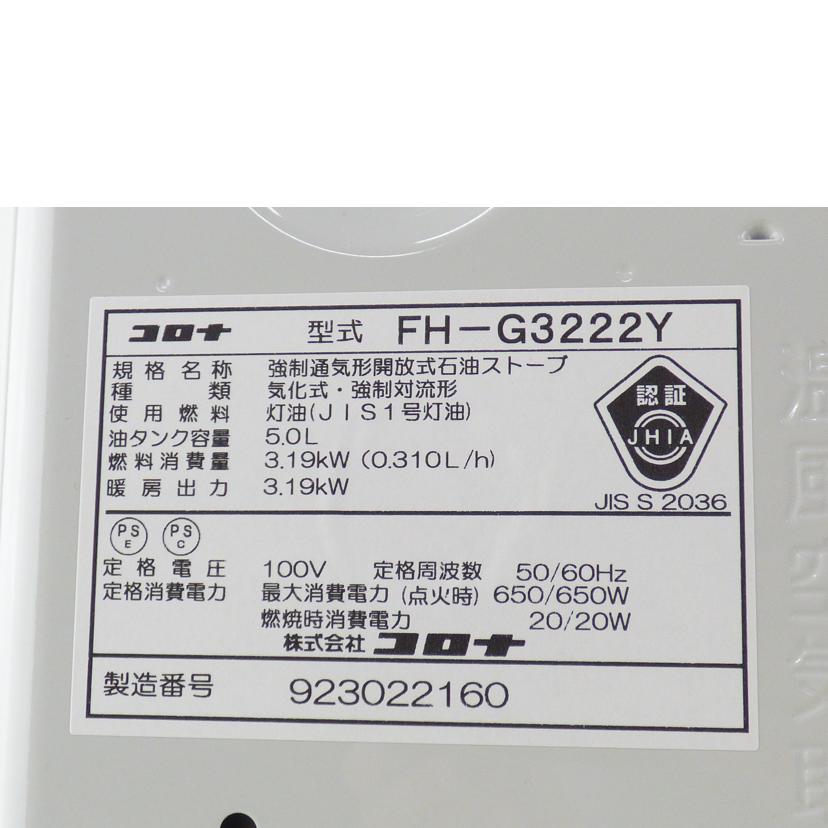 コロナ 型式 FH-G3222Y
規格名称 強制通気形開放式石油ストーブ
種類 気化式・強制対流形
使用燃料 灯油(JIS1号灯油)
油タンク容量 5.0L
燃料消費量 3.19kW (0.310L/h)
暖房出力 3.19kW
認証
JHIA
JIS S 2036
PS E PS C
定格電圧 100V 定格周波数 50/60Hz
定格消費電力 最大消費電力 (点火時) 650/650W
燃焼時消費電力 20/20W
株式会社 コロナ
製造番号 923022160